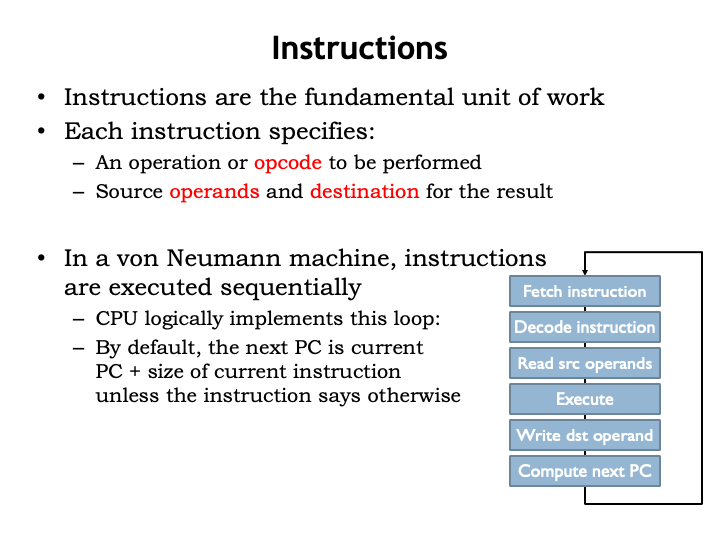 Instructions
• Instructions are the fundamental unit of work
• Each instruction specifies:
– An operation or opcode to be performed
– Source operands and destination for the result
• In a von Neumann machine, instructions
are executed sequentially
– CPU logically implements this loop:
– By default, the next PC is current
PC + size of current instruction
unless the instruction says otherwise
Fetch instruction
Decode instruction
Read src operands
Execute
Write dst operand
Compute next PC